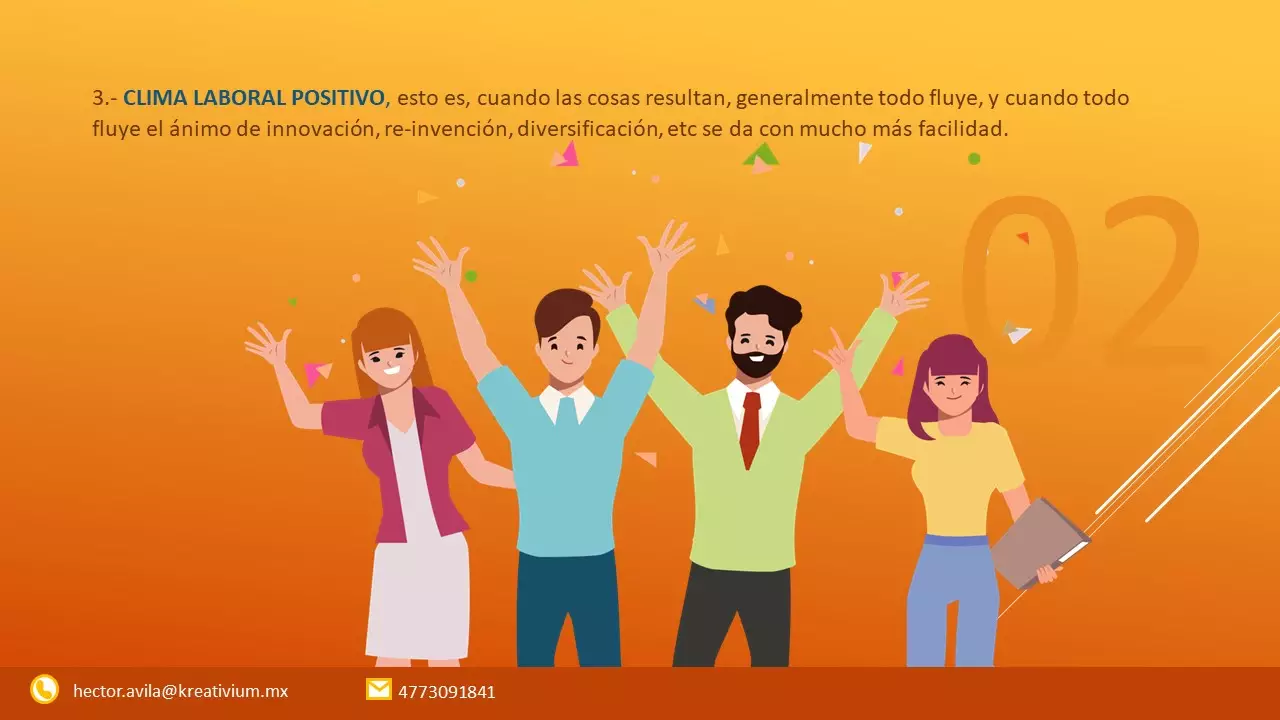 3.- CLIMA LABORAL POSITIVO, esto es, cuando las cosas resultan, generalmente todo fluye, y cuando todo
fluye el ánimo de innovación, re-invención, diversificación, etc se da con mucho más facilidad.
02
hector.avila@kreativium.mx
4773091841